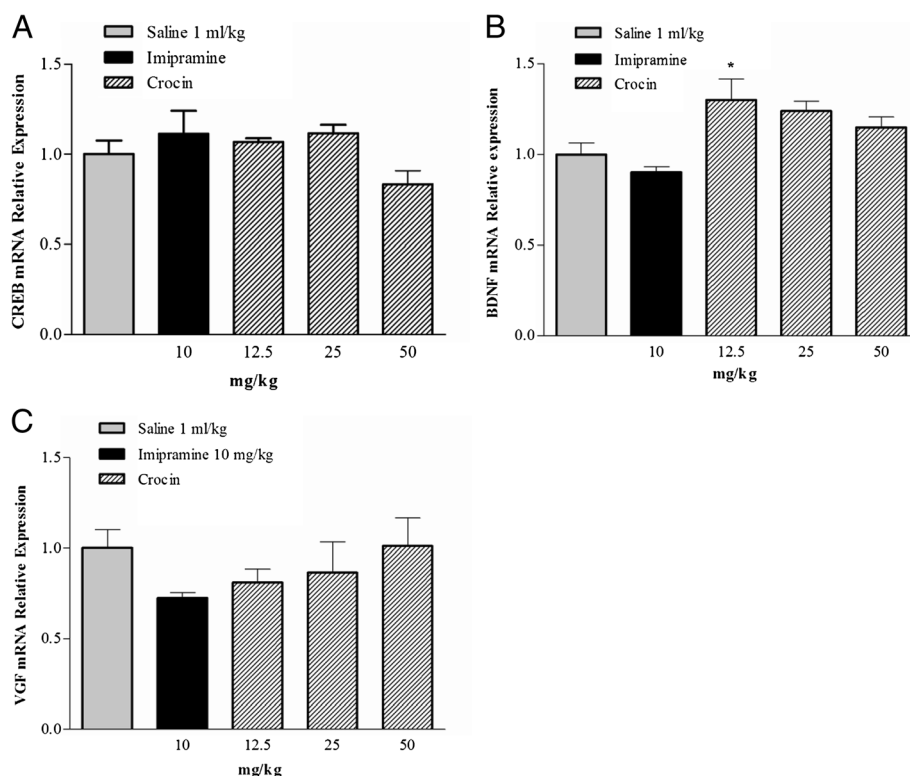 A
Saline 1 ml/kg
Imipramine
Crocin
CREB mRNA Relative Expression
1.5
1.0
0.5
0.0
10 12.5 25 50
mg/kg
B
Saline 1 ml/kg
Imipramine
Crocin
BDNF mRNA Relative expression
1.5
1.0
0.5
0.0
*
10 12.5 25 50
mg/kg
C
Saline 1 ml/kg
Imipramine 10 mg/kg
Crocin
VGF mRNA Relative Expression
1.5
1.0
0.5
0.0
10 12.5 25 50
mg/kg